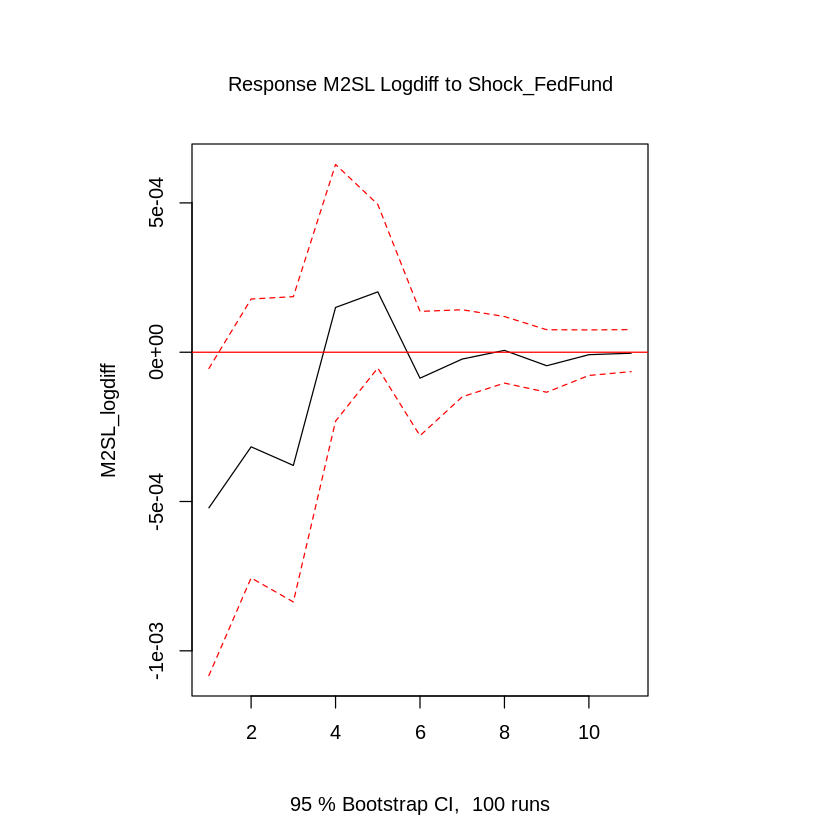 Response M2SL Logdiff to Shock_FedFund
M2SL_logdiff
5e-04
0e+00
-5e-04
-1e-03
2 4 6 8 10
95 % Bootstrap CI,  100 runs